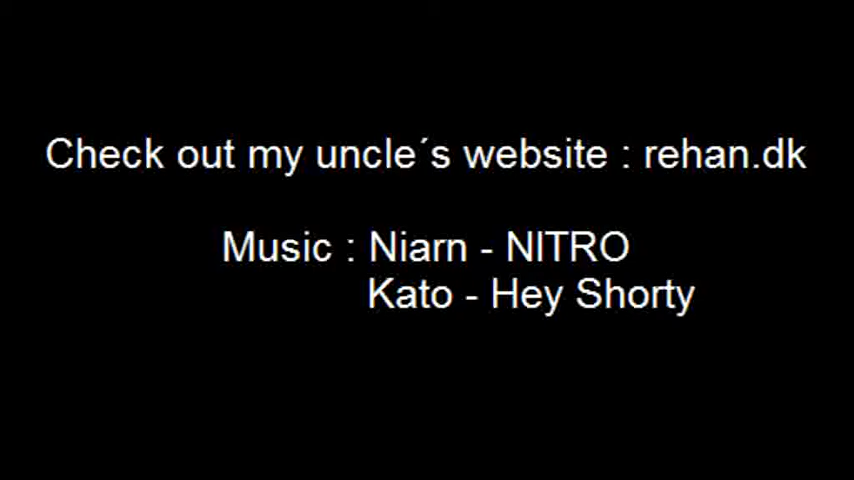 Check out my uncle´s website : rehan.dk
Music : Niarn - NITRO
Kato - Hey Shorty